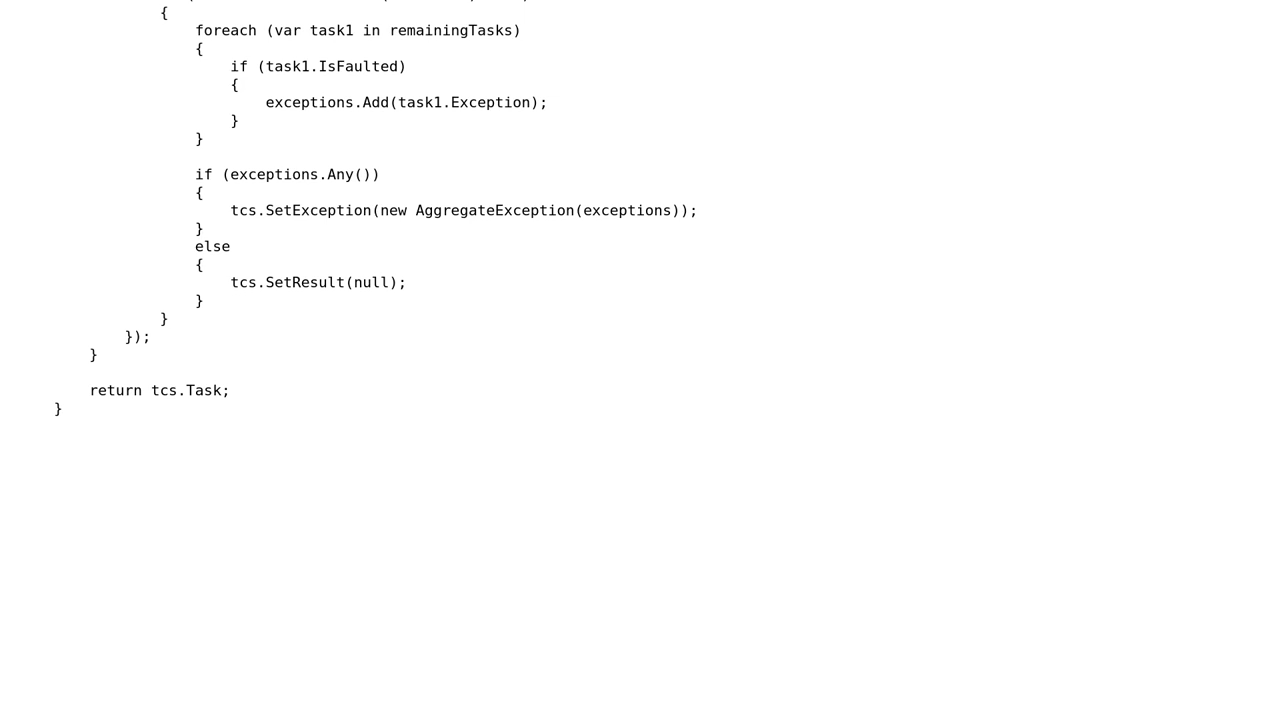 {
foreach (var task1 in remainingTasks)
{
if (task1.IsFaulted)
{
exceptions.Add(task1.Exception);
}
}
if (exceptions.Any())
{
tcs.SetException(new AggregateException(exceptions));
}
else
{
tcs.SetResult(null);
}
}
});
}
return tcs.Task;
}